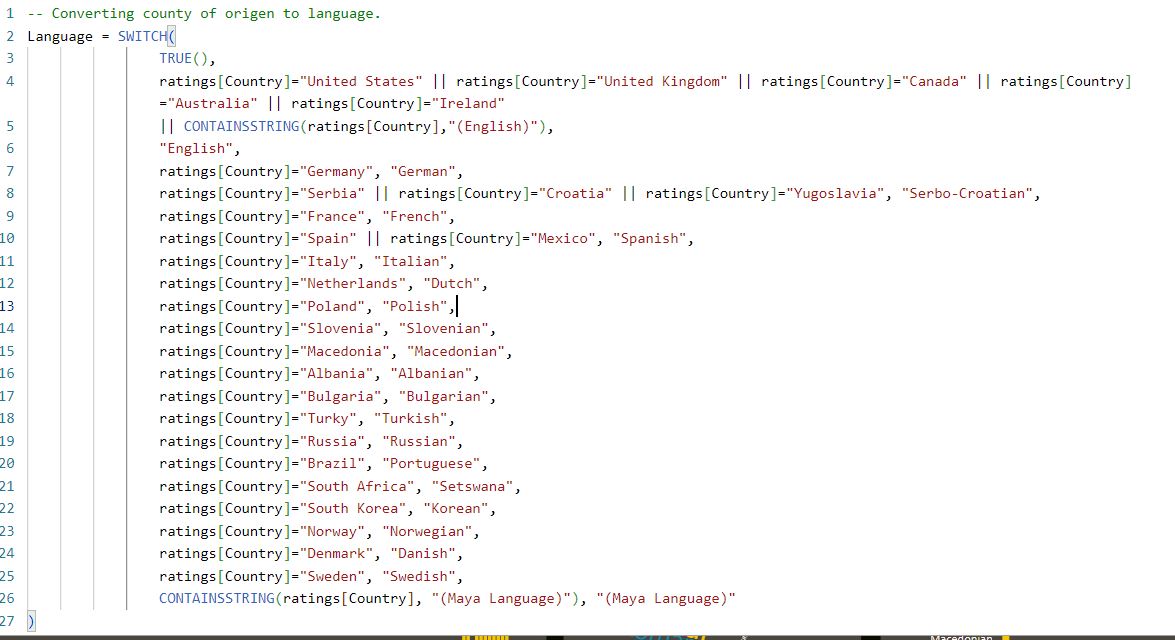 1 -- Converting county of origen to language.
2 Language = SWITCH(
3 TRUE(),
4 ratings[Country]="United States" || ratings[Country]="United Kingdom" || ratings[Country]="Canada" || ratings[Country]
="Australia" || ratings[Country]="Ireland"
5 || CONTAINSSTRING(ratings[Country],"(English)"),
6 "English",
7 ratings[Country]="Germany", "German",
8 ratings[Country]="Serbia" || ratings[Country]="Croatia" || ratings[Country]="Yugoslavia", "Serbo-Croatian",
9 ratings[Country]="France", "French",
10 ratings[Country]="Spain" || ratings[Country]="Mexico", "Spanish",
11 ratings[Country]="Italy", "Italian",
12 ratings[Country]="Netherlands", "Dutch",
13 ratings[Country]="Poland", "Polish",
14 ratings[Country]="Slovenia", "Slovenian",
15 ratings[Country]="Macedonia", "Macedonian",
16 ratings[Country]="Albania", "Albanian",
17 ratings[Country]="Bulgaria", "Bulgarian",
18 ratings[Country]="Turky", "Turkish",
19 ratings[Country]="Russia", "Russian",
20 ratings[Country]="Brazil", "Portuguese",
21 ratings[Country]="South Africa", "Setswana",
22 ratings[Country]="South Korea", "Korean",
23 ratings[Country]="Norway", "Norwegian",
24 ratings[Country]="Denmark", "Danish",
25 ratings[Country]="Sweden", "Swedish",
26 CONTAINSSTRING(ratings[Country], "(Maya Language)"), "(Maya Language)"
27 )
Macedonian